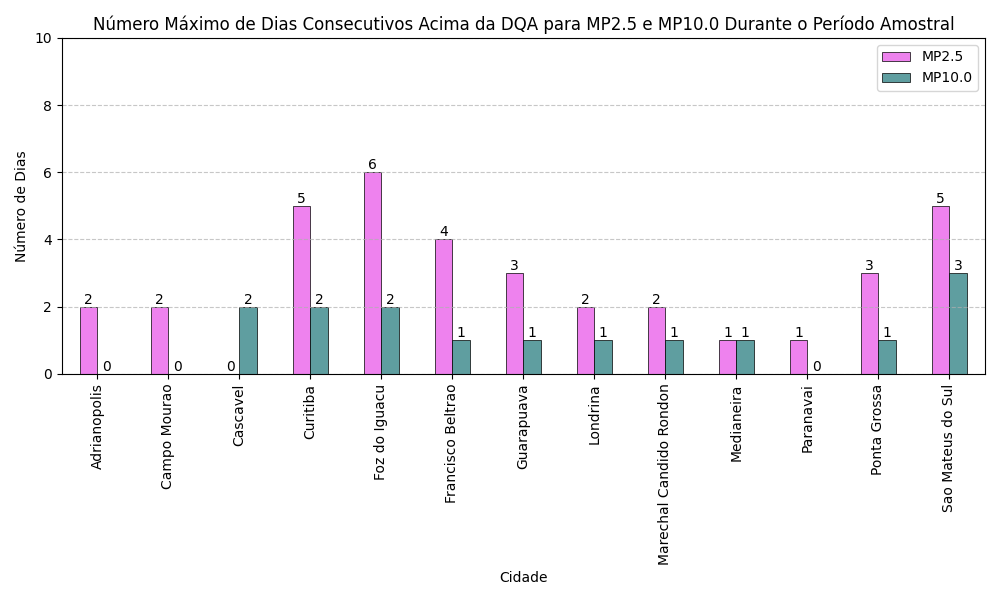 Número Máximo de Dias Consecutivos Acima da DQA para MP2.5 e MP10.0 Durante o Período Amostral
MP2.5
MP10.0
Número de Dias
10
8
6
4
2
0
2 0
2 0
0 2
5 2
6 2
4 1
3 1
2 1
2 1
1 1
1 0
3 1
5 3
Adrianopolis
Campo Mourao
Cascavel
Curitiba
Foz do Iguacu
Francisco Beltrao
Guarapuava
Londrina
Marechal Candido Rondon
Medianeira
Paranavai
Ponta Grossa
Sao Mateus do Sul
Cidade